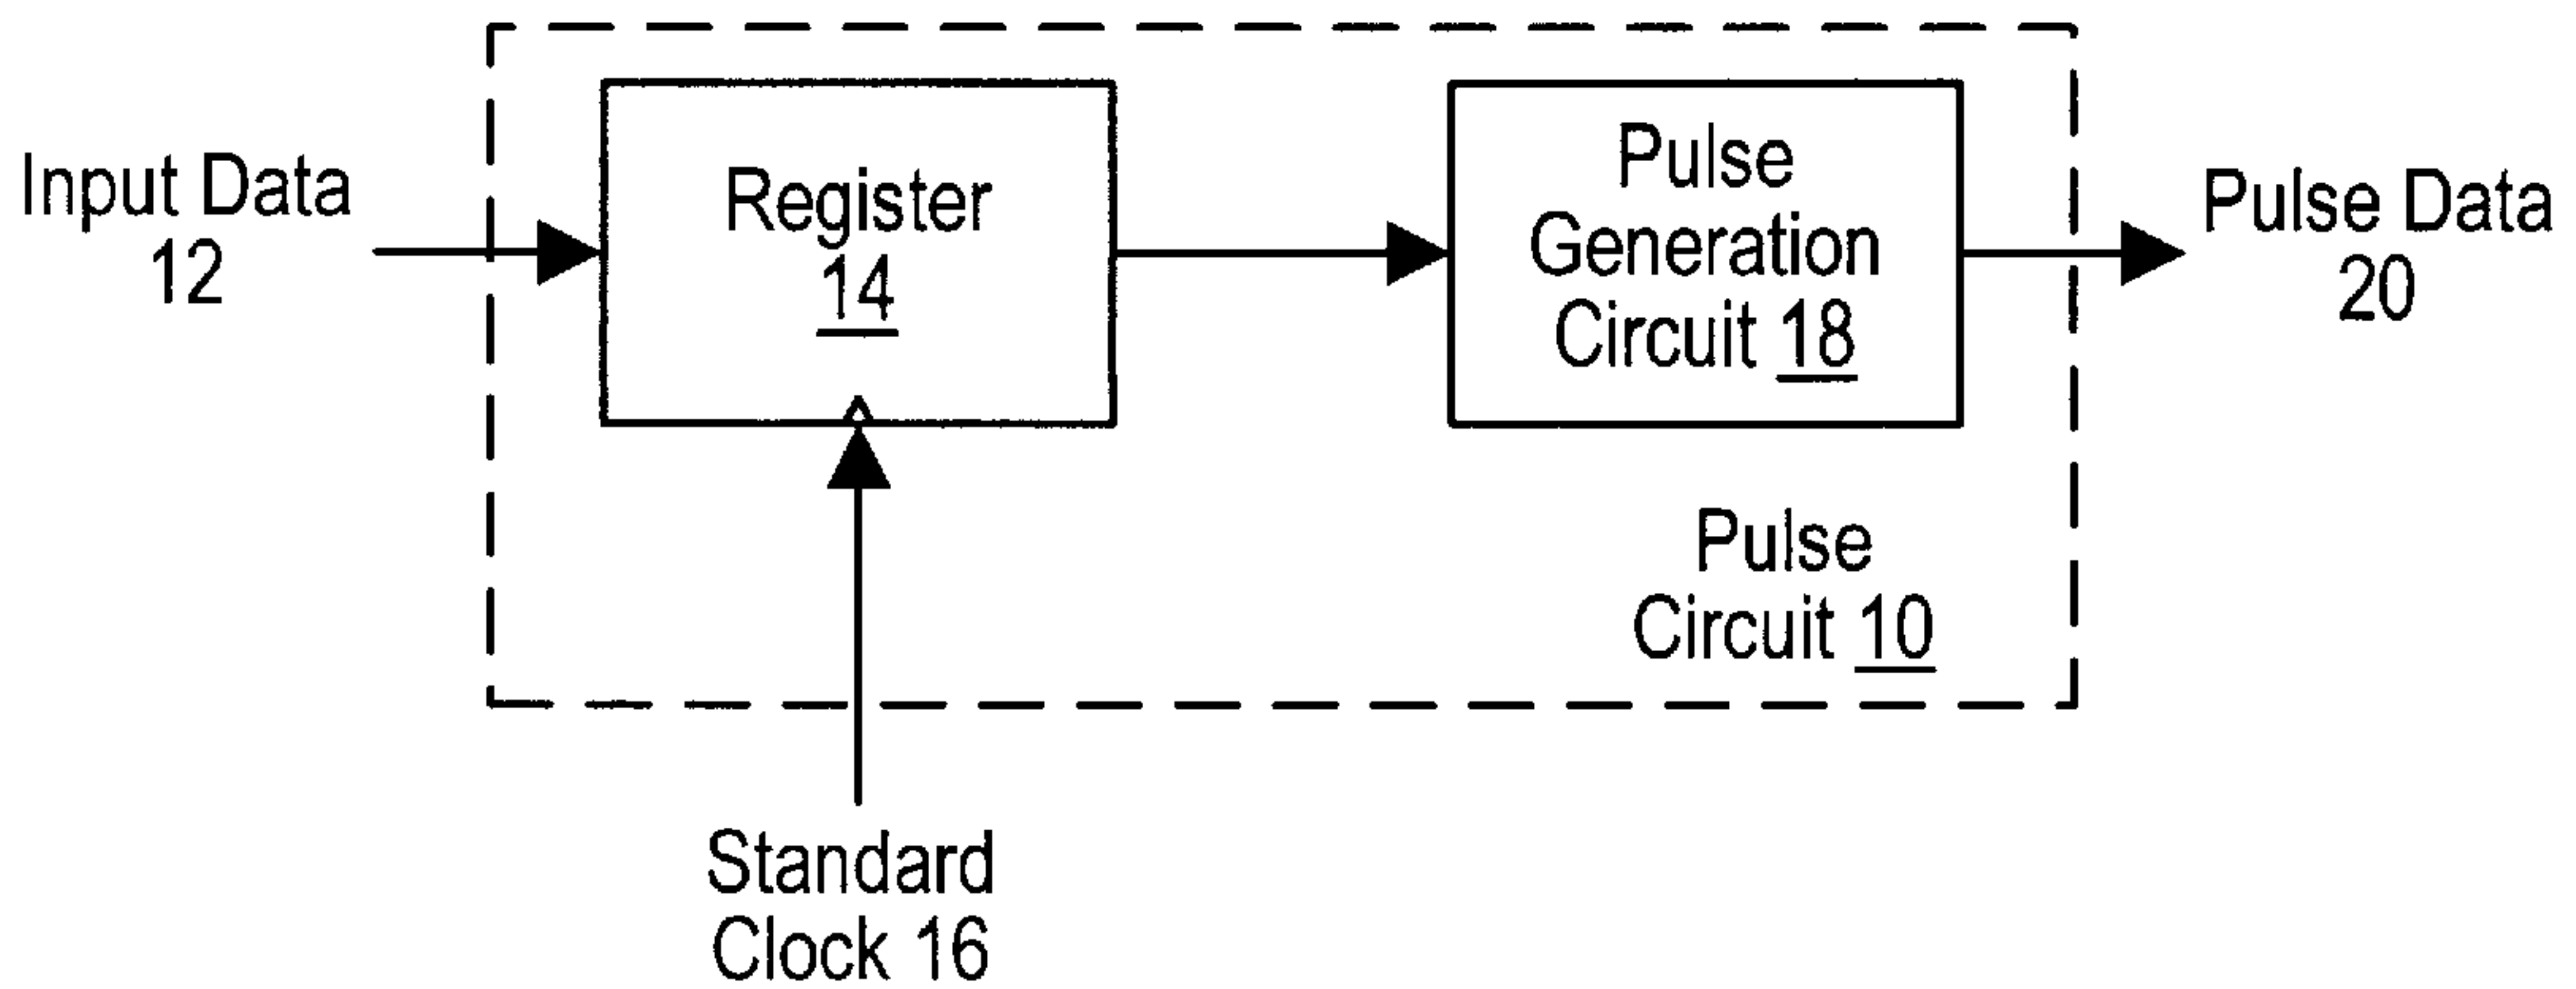 Input Data
12
Register
14
Pulse
Generation
Circuit 18
Pulse Data
20
Pulse
Circuit 10
Standard
Clock 16